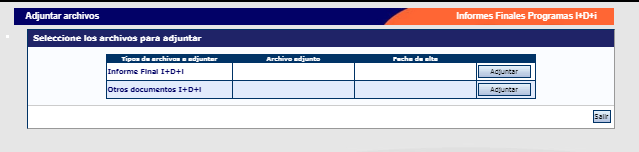 Adjuntar archivos Informes Finales Programas I+D+i
Seleccione los archivos para adjuntar
Tipos de archivos a adjuntar Archivo adjunto Fecha de alta
Informe Final I+D+I Adjuntar
Otros documentos I+D+I Adjuntar
Salir